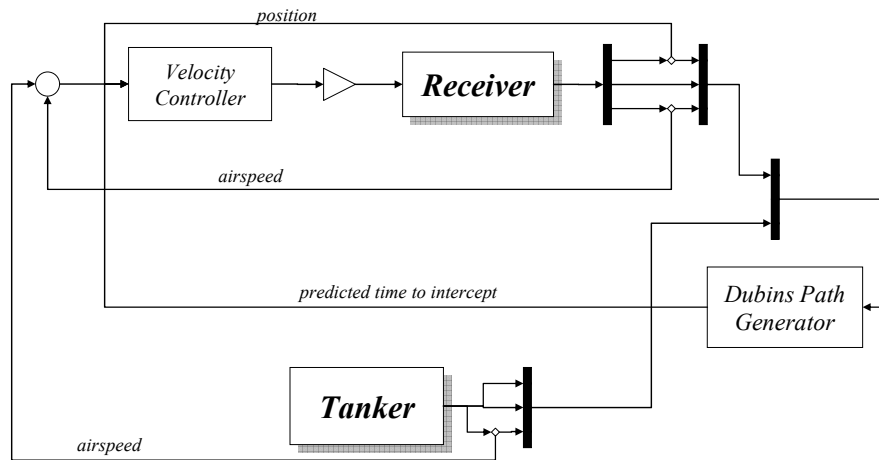 position
Velocity
Controller
Receiver
airspeed
predicted time to intercept
Dubins Path
Generator
Tanker
airspeed